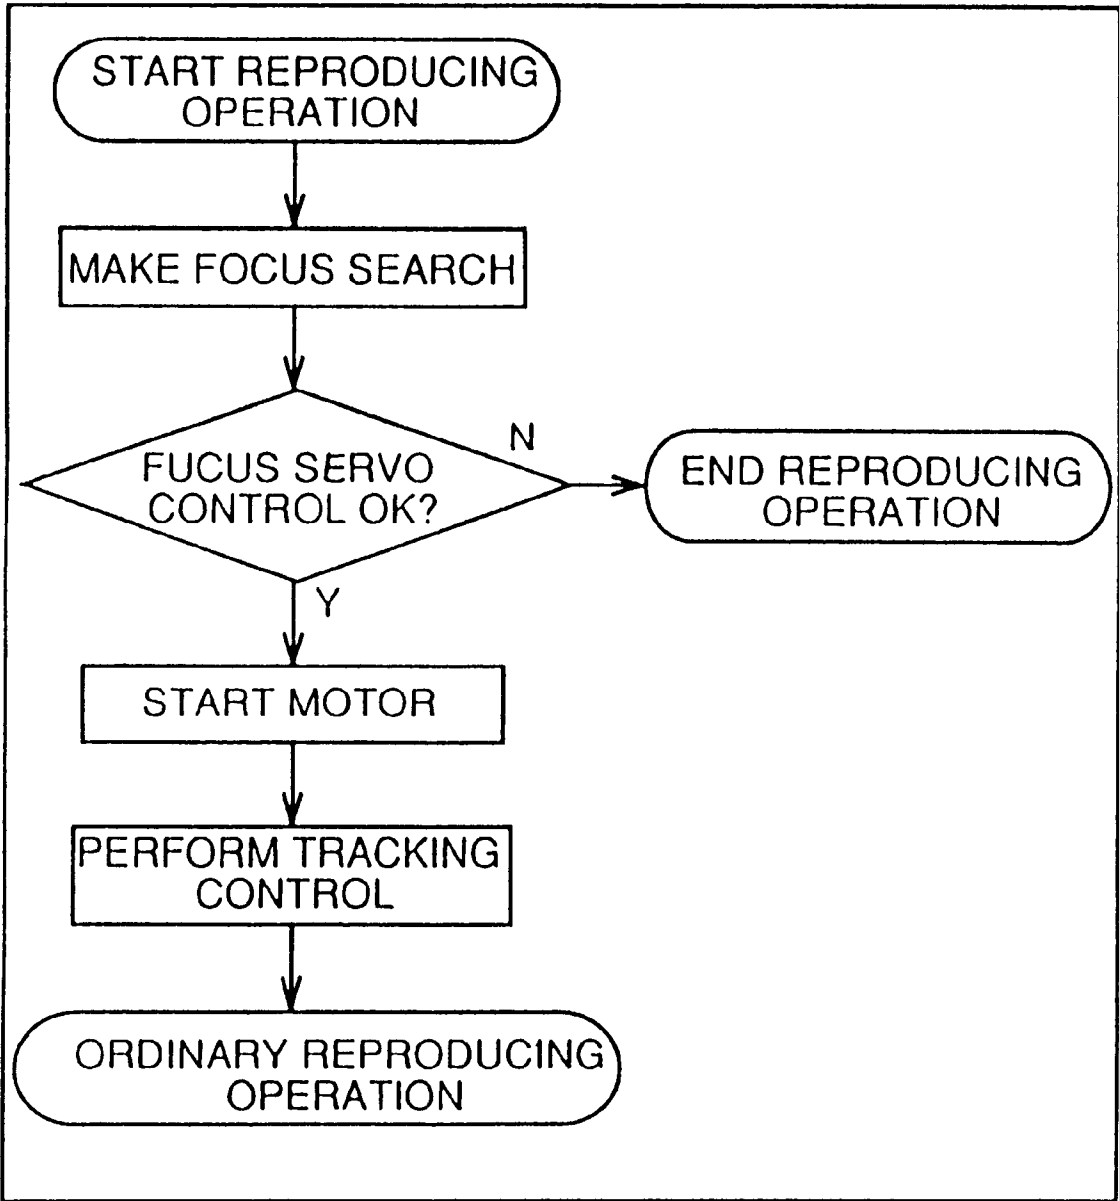 START REPRODUCING
OPERATION
MAKE FOCUS SEARCH
FUCUS SERVO
CONTROL OK?
N
END REPRODUCING
OPERATION
Y
START MOTOR
PERFORM TRACKING
CONTROL
ORDINARY REPRODUCING
OPERATION